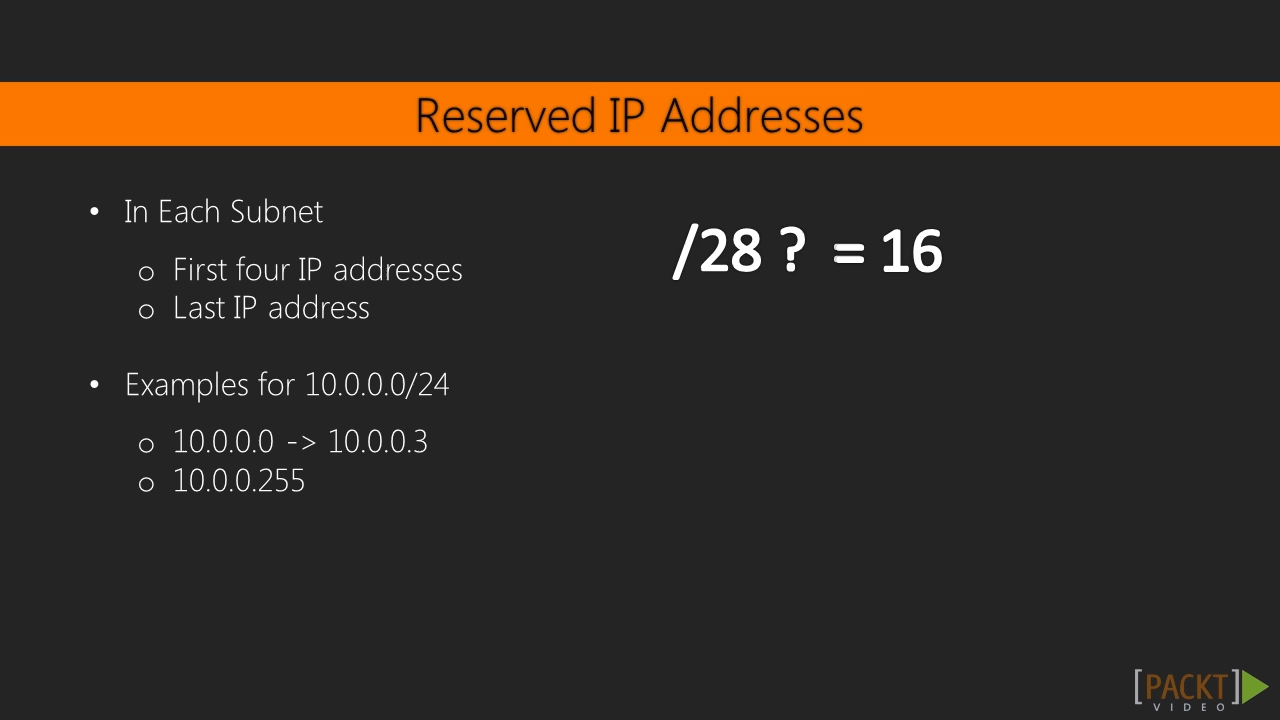 Reserved IP Addresses
• In Each Subnet
o First four IP addresses
o Last IP address
/28 ? = 16
• Examples for 10.0.0.0/24
o 10.0.0.0 -> 10.0.0.3
o 10.0.0.255
[PACKT]
VIDEO